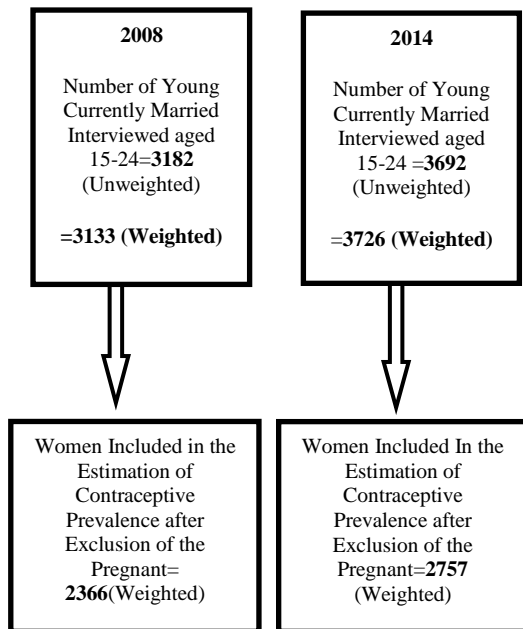 2008
Number of Young
Currently Married
Interviewed aged
15-24=3182
(Unweighted)
=3133 (Weighted)
2014
Number of Young
Currently Married
Interviewed aged
15-24 =3692
(Unweighted)
=3726 (Weighted)
Women Included in the
Estimation of
Contraceptive
Prevalence after
Exclusion of the
Pregnant=
2366(Weighted)
Women Included In the
Estimation of
Contraceptive
Prevalence after
Exclusion of the
Pregnant=2757
(Weighted)